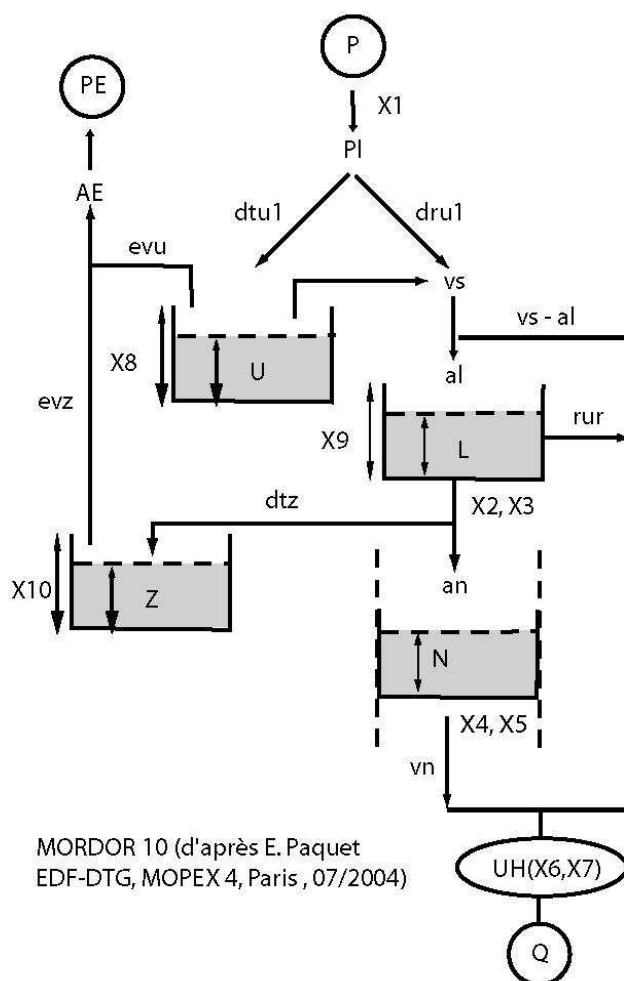 P
PE
X1
Pl
AE
dtu1
dru1
evu
vs
vs - al
X8
U
al
evz
X9
L
rur
dtz
X2, X3
X10
Z
an
N
X4, X5
vn
MORDOR 10 (d'après E. Paquet
EDF-DTG, MOPEX 4, Paris , 07/2004)
UH(X6,X7)
Q